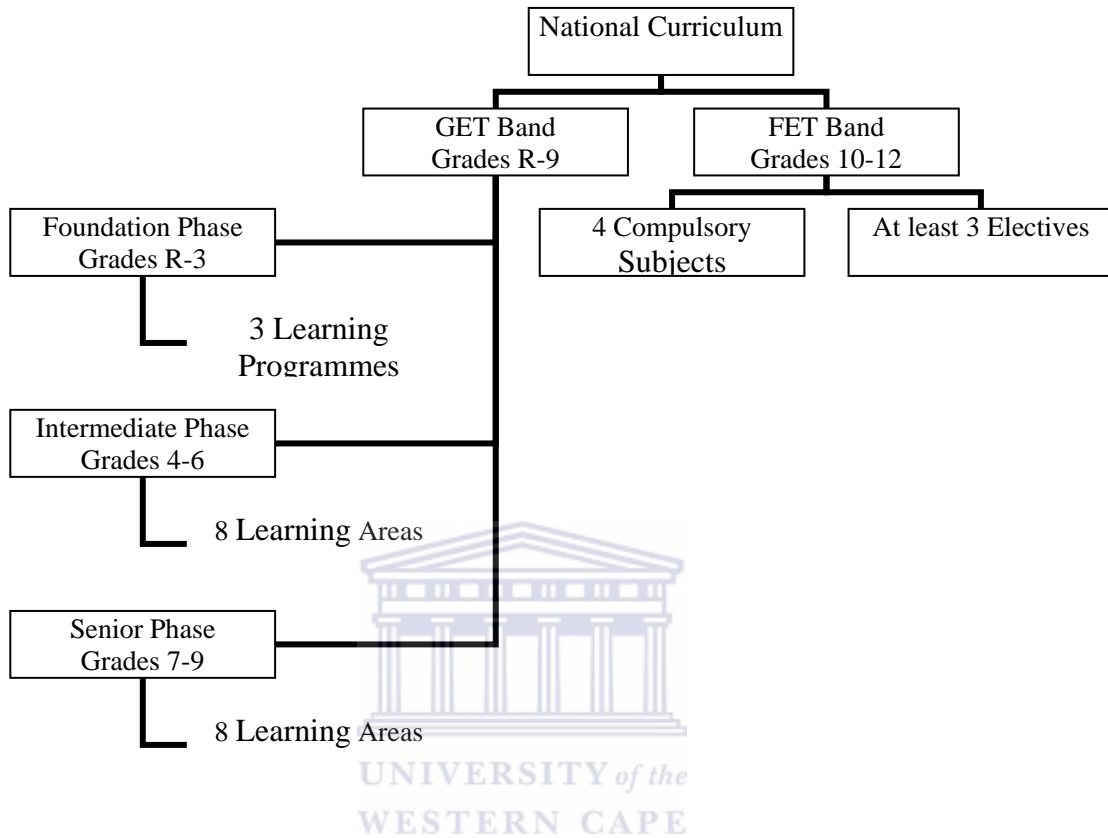 National Curriculum
GET Band
Grades R-9
FET Band
Grades 10-12
Foundation Phase
Grades R-3
4 Compulsory
Subjects
At least 3 Electives
3 Learning
Programmes
Intermediate Phase
Grades 4-6
8 Learning Areas
Senior Phase
Grades 7-9
8 Learning Areas
UNIVERSITY of the
WESTERN CAPE